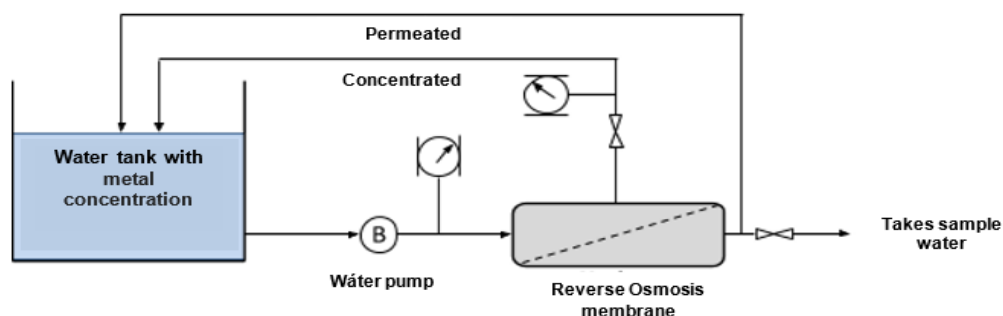 Permeated
Concentrated
Water tank with
metal
concentration
B
Wáter pump
Reverse Osmosis
membrane
Takes sample
water